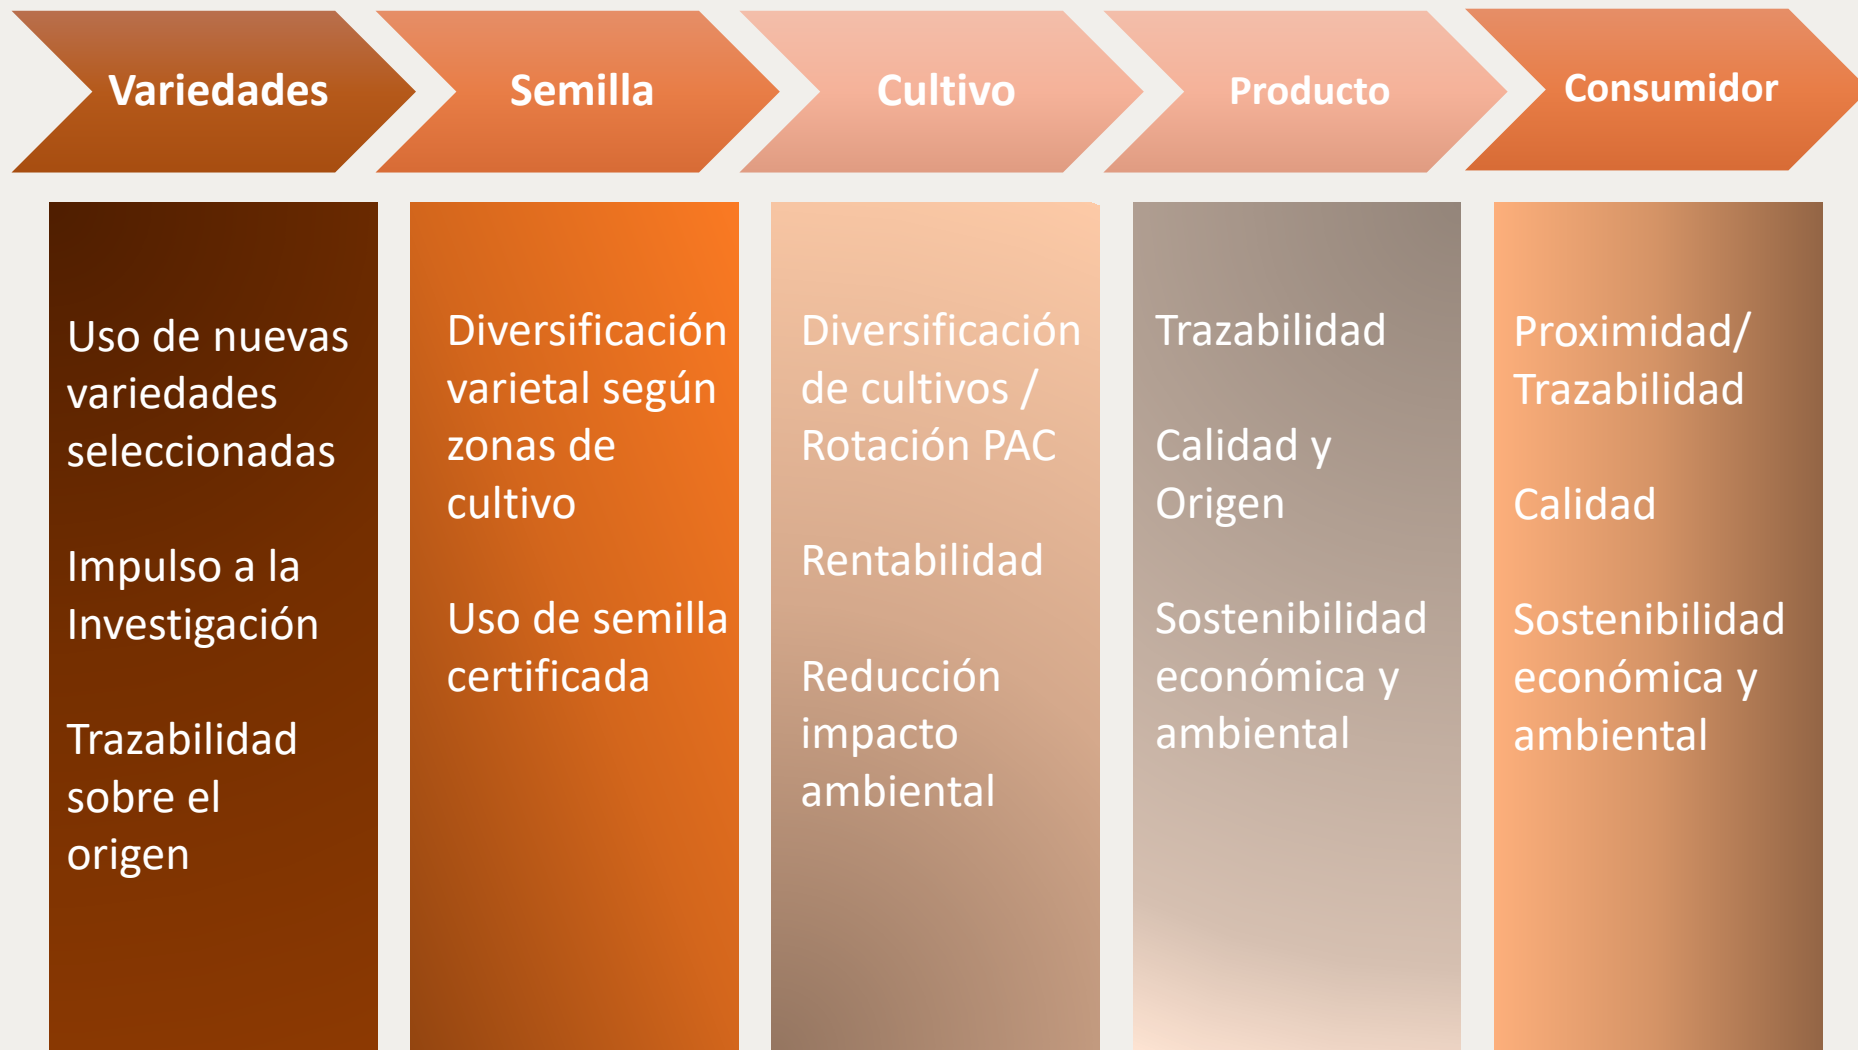 Variedades
Semilla
Cultivo
Producto
Consumidor
Uso de nuevas
variedades
seleccionadas
Impulso a la
Investigación
Trazabilidad
sobre el
origen
Diversificación
varietal según
zonas de
cultivo
Uso de semilla
certificada
Diversificación
de cultivos /
Rotación PAC
Rentabilidad
Reducción
impacto
ambiental
Trazabilidad
Calidad y
Origen
Sostenibilidad
económica y
ambiental
Proximidad/
Trazabilidad
Calidad
Sostenibilidad
económica y
ambiental